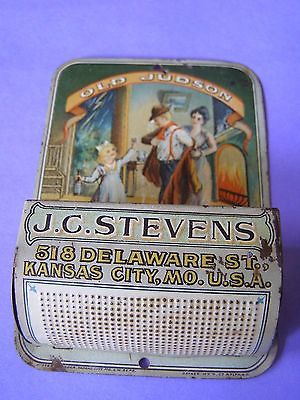 OLD JUDSON
J.C. STEVENS
518 DELAWARE ST.,
KANSAS CITY, MO. U.S.A.